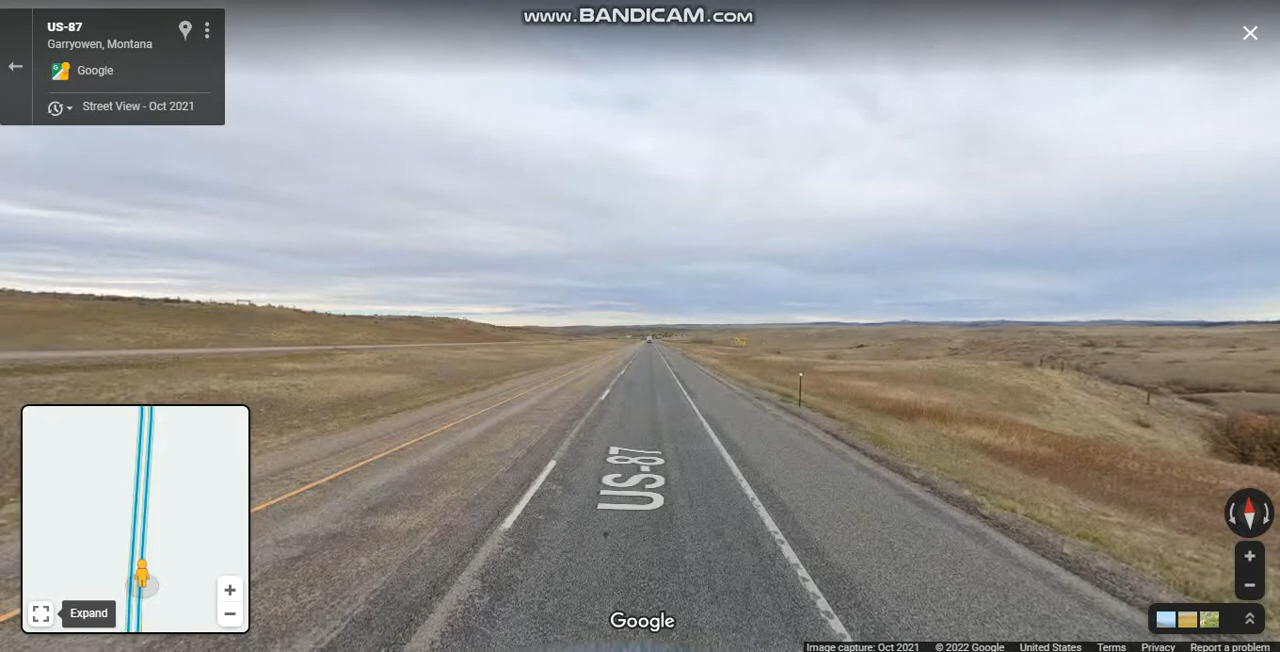 US-87
Garryowen, Montana
Google
Street View - Oct 2021
www.BANDICAM.com
US-87
Expand
Google
Image capture: Oct 2021 © 2022 Google United States Terms Privacy Report a problem